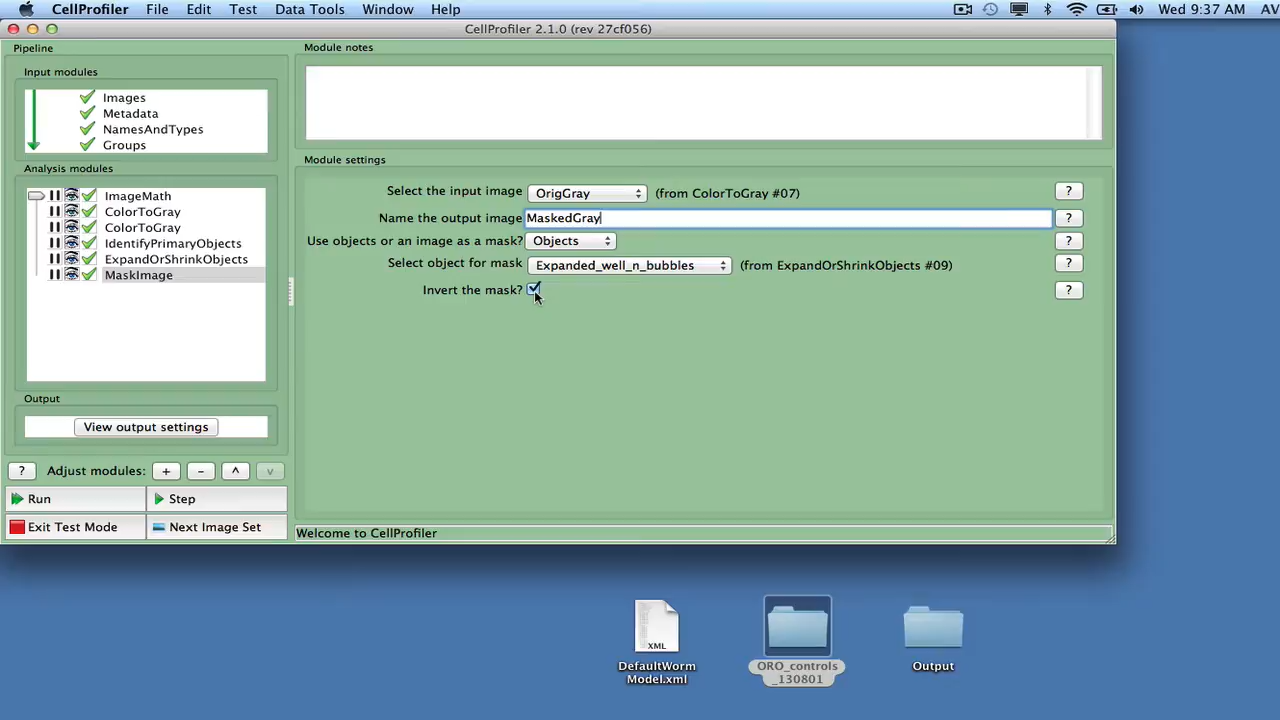 CellProfiler File Edit Test Data Tools Window Help Wed 9:37 AM AV
CellProfiler 2.1.0 (rev 27cf056)
Pipeline
Input modules
Images
Metadata
NamesAndTypes
Groups
Analysis modules
ImageMath
ColorToGray
ColorToGray
IdentifyPrimaryObjects
ExpandOrShrinkObjects
MaskImage
Output
View output settings
? Adjust modules: + - ^ v
Run Step
Exit Test Mode Next Image Set
Module notes
Module settings
Select the input image OrigGray (from ColorToGray #07) ?
Name the output image MaskedGray ?
Use objects or an image as a mask? Objects ?
Select object for mask Expanded_well_n_bubbles (from ExpandOrShrinkObjects #09) ?
Invert the mask? ?
Welcome to CellProfiler
XML
DefaultWorm
Model.xml
ORO_controls
_130801
Output